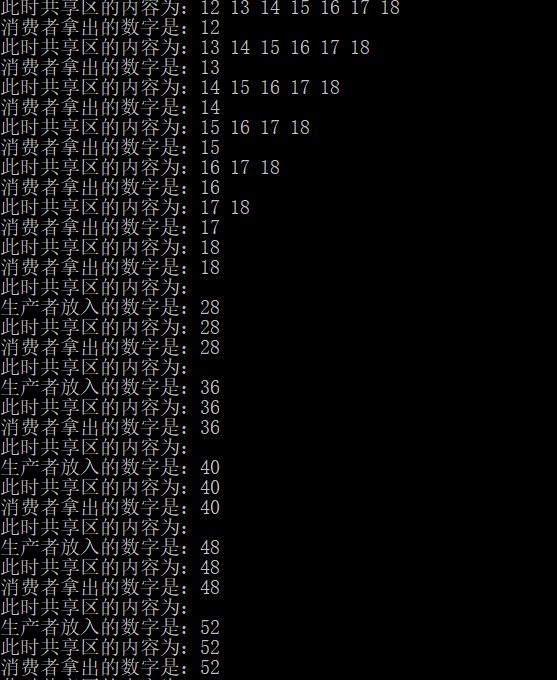 此时共享区的内容为: 12 13 14 15 16 17 18
消费者拿出的数字是: 12
此时共享区的内容为: 13 14 15 16 17 18
消费者拿出的数字是: 13
此时共享区的内容为: 14 15 16 17 18
消费者拿出的数字是: 14
此时共享区的内容为: 15 16 17 18
消费者拿出的数字是: 15
此时共享区的内容为: 16 17 18
消费者拿出的数字是: 16
此时共享区的内容为: 17 18
消费者拿出的数字是: 17
此时共享区的内容为: 18
消费者拿出的数字是: 18
此时共享区的内容为:
生产者放入的数字是: 28
此时共享区的内容为: 28
消费者拿出的数字是: 28
此时共享区的内容为:
生产者放入的数字是: 36
此时共享区的内容为: 36
消费者拿出的数字是: 36
此时共享区的内容为:
生产者放入的数字是: 40
此时共享区的内容为: 40
消费者拿出的数字是: 40
此时共享区的内容为:
生产者放入的数字是: 48
此时共享区的内容为: 48
消费者拿出的数字是: 48
此时共享区的内容为:
生产者放入的数字是: 52
此时共享区的内容为: 52
消费者拿出的数字是: 52